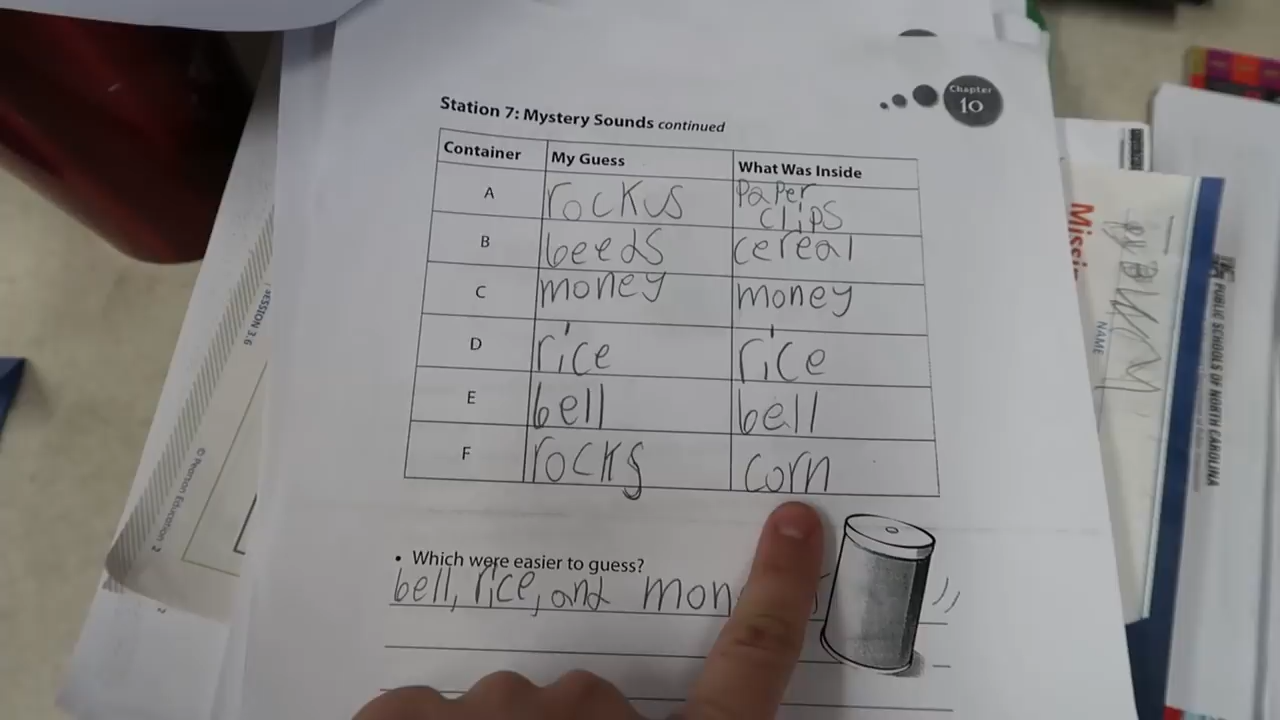 Chapter
10
Station 7: Mystery Sounds continued
Container My Guess What Was Inside
A rockus paper
clips
B beeds cereal
C money money
D rice rice
E bell bell
F rocks corn
• Which were easier to guess?
bell, rice, and mon
SESSION 3.6
© Pearson Education 2
Missin
NAME
PUBLIC SCHOOLS OF NORTH CAROLINA